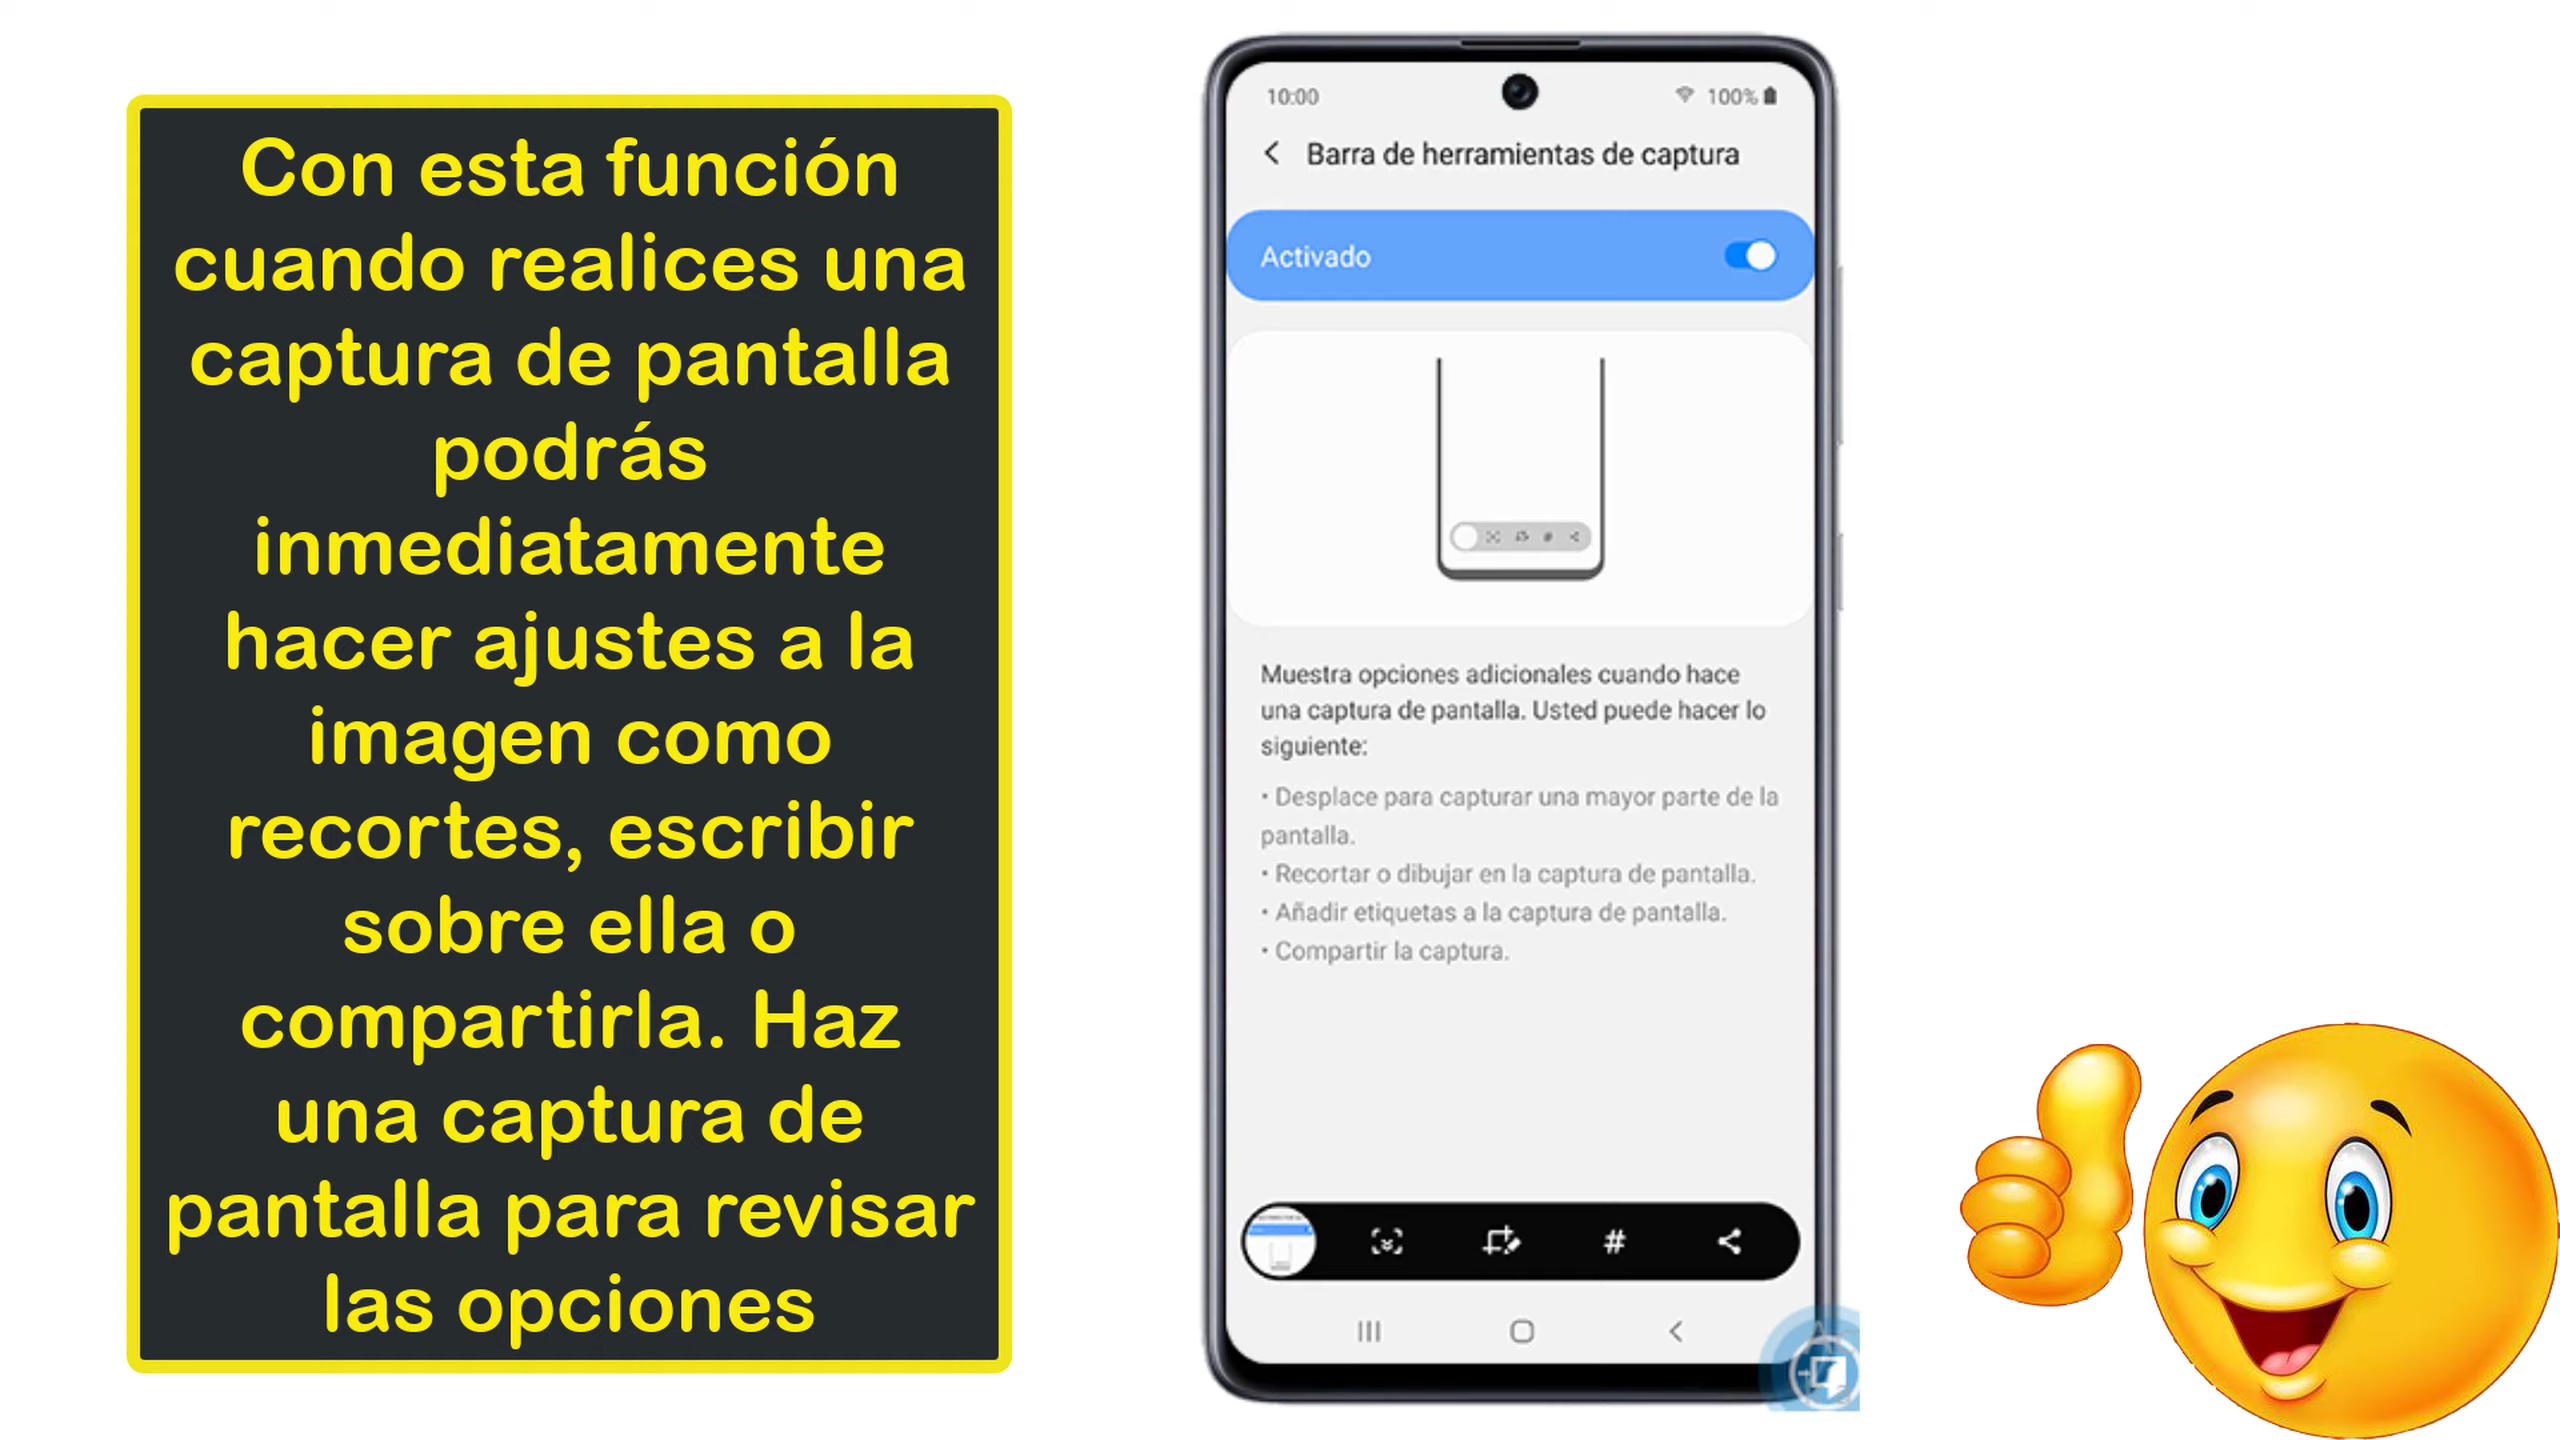 Con esta función
cuando realices una
captura de pantalla
podrás
inmediatamente
hacer ajustes a la
imagen como
recortes, escribir
sobre ella o
compartirla. Haz
una captura de
pantalla para revisar
las opciones
10:00
100%
Barra de herramientas de captura
Activado
Muestra opciones adicionales cuando hace
una captura de pantalla. Usted puede hacer lo
siguiente:
• Desplace para capturar una mayor parte de la
pantalla.
• Recortar o dibujar en la captura de pantalla.
• Añadir etiquetas a la captura de pantalla.
• Compartir la captura.
#